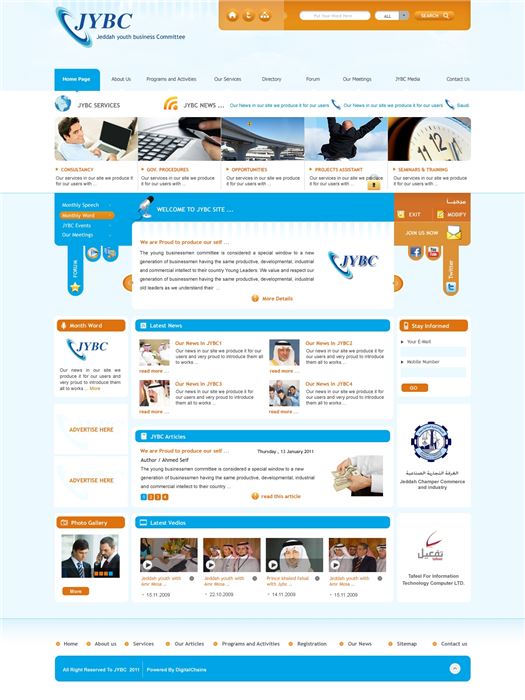 JYBC
Jeddah youth business Committee
Put Your Word Here
ALL
SEARCH
Home Page
About Us
Programs and Activities
Our Services
Directory
Forum
Our Meetings
JYBC Media
Contact Us
JYBC SERVICES
JYBC NEWS ...
Our News in our site we produce it for our users
Our News in our site we produce it for our users
Saudi
CONSULTANCY
Our services in our site we produce it for our users with ...
GOV. PROCEDURES
Our services in our site we produce it for our users with ...
OPPORTUNITIES
Our services in our site we produce it for our users with ...
PROJECTS ASSISTANT
Our services in our site we produce it for our users with ...
SEMINARS & TRAINING
Our services in our site we produce it for our users with ...
Monthly Speech
Monthly Word
JYBC Events
Our Meetings
WELCOME TO JYBC SITE ...
EXIT
MODIFY
JOIN US NOW
FORUM
Twitter
We are Proud to produce our self ...
The young businessmen committee is considered a special window to a new
generation of businessmen having the same productive, developmental, industrial
and commercial intellect to their country Young Leaders. We value and respect our
generation of businessmen having the same productive, developmental, industrial
old leaders as we understand their ...
More Details
JYBC
Month Word
JYBC
Our news in our site we
produce it for our users and
very proud to introduce them
all to works ... More
Latest News
Our News In JYBC1
Our news in our site we produce it for our
users and very proud to introduce
them all to works ...
read more ...
Our News In JYBC2
Our news in our site we produce it for our
users and very proud to introduce them
all to works ...
read more ...
Our News In JYBC3
Our news in our site we produce it for our
users and very proud to introduce them
all to works ...
read more ...
Our News In JYBC4
Our news in our site we produce it for our
users and very proud to introduce them
all to works ...
read more ...
Stay Informed
Your E-Mail
Mobile Number
GO
ADVERTISE HERE
ADVERTISE HERE
JYBC Articles
We are Proud to produce our self ...
Thursday , 13 January 2011
Author / Ahmed Seif
The young businessmen committee is considered a special window to a new
generation of businessmen having the same productive, developmental, industrial
and commercial intellect to their country ...
1 2 3 4
read this article
الغرفة التجارية الصناعية
Jeddah Champer Commerce
and industry
Photo Gallery
More
Latest Vedios
Jeddah youth with
Amr Mosa ...
15.11.2009
Jeddah youth with
Amr Mosa ...
22.10.2009
Prince khaled Faisal
with Jybc ...
14.11.2009
Jeddah youth with
Amr Mosa ...
15.11.2009
تفعيل
Tafeel For Information
Technology Computer LTD.
Home
About us
Services
Our Articles
Programs and Activities
Registration
Our News
Sitemap
Contact us
All Right Reserved To JYBC 2011
Powered By DigitalChains